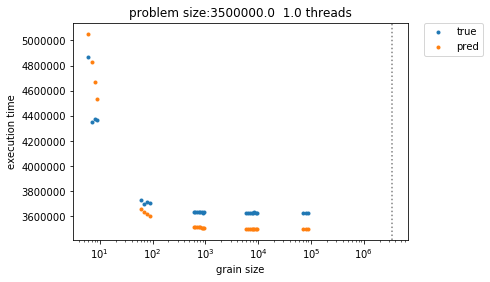 problem size:3500000.0 1.0 threads
true
pred
execution time
5000000
4800000
4600000
4400000
4200000
4000000
3800000
3600000
10¹
10²
10³
10⁴
10⁵
10⁶
grain size